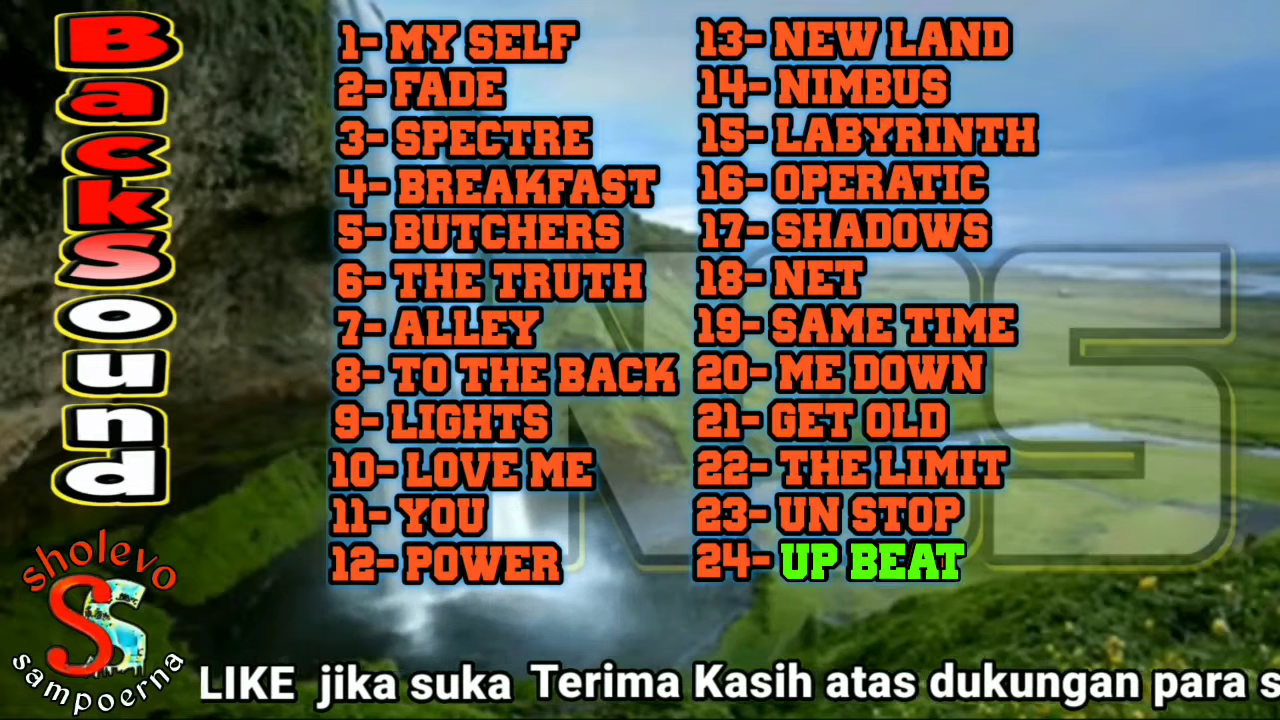 Backsound
1- MY SELF
2- FADE
3- SPECTRE
4- BREAKFAST
5- BUTCHERS
6- THE TRUTH
7- ALLEY
8- TO THE BACK
9- LIGHTS
10- LOVE ME
11- YOU
12- POWER
13- NEW LAND
14- NIMBUS
15- LABYRINTH
16- OPERATIC
17- SHADOWS
18- NET
19- SAME TIME
20- ME DOWN
21- GET OLD
22- THE LIMIT
23- UN STOP
24- UP BEAT
sholevo
SS
sampoerna
LIKE jika suka Terima Kasih atas dukungan para s